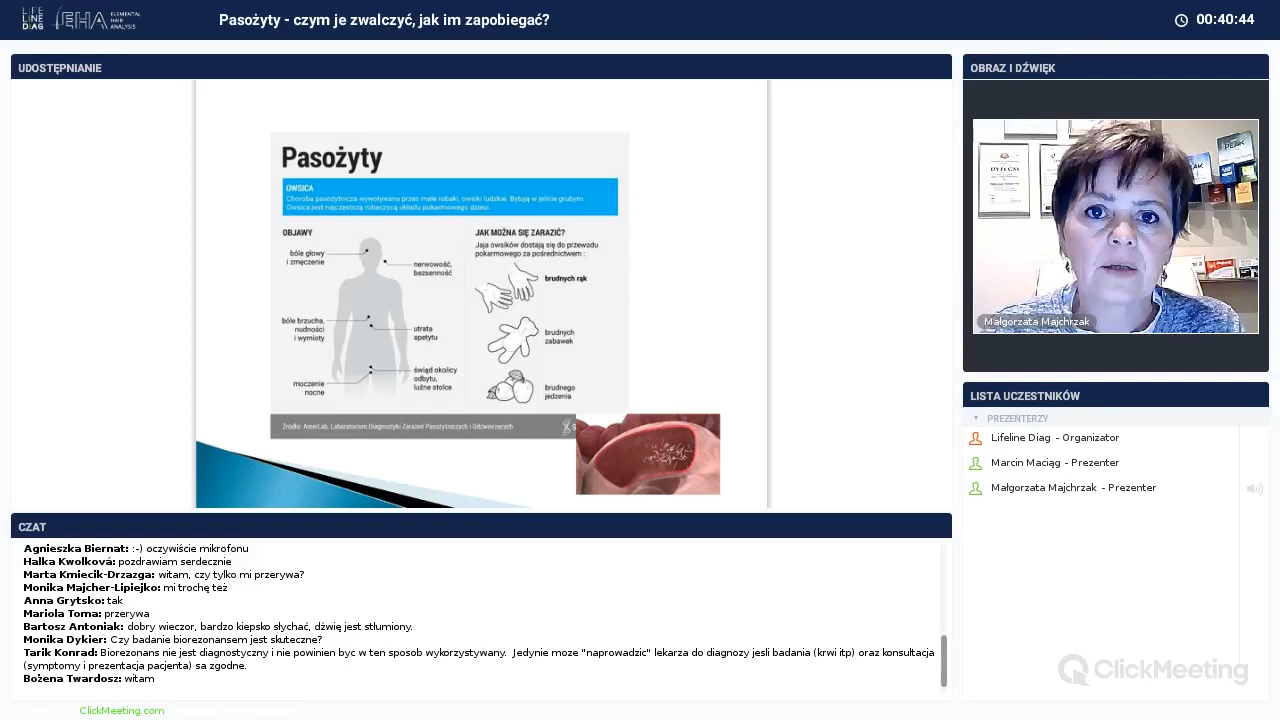 LIFE
LINE
DIAG
EHA
ELEMENTAL
HAIR
ANALYSIS
Pasożyty - czym je zwalczyć, jak im zapobiegać?
00:40:44
UDOSTĘPNIANIE
Pasożyty
OWSICA
Choroba pasożytnicza wywoływana przez małe robaki, owsiki ludzkie. Bytują w jelicie grubym.
Owsica jest najczęstszą robaczycą układu pokarmowego dzieci.
OBJAWY
bóle głowy
i zmęczenie
nerwowość,
bezsenność
bóle brzucha,
nudności
i wymioty
utrata
apetytu
świąd okolicy
odbytu,
luźne stolce
moczenie
nocne
JAK MOŻNA SIĘ ZARAZIĆ?
Jaja owsików dostają się do przewodu
pokarmowego za pośrednictwem :
brudnych rąk
brudnych
zabawek
brudnego
jedzenia
Źródło: AmerLab, Laboratorium Diagnostyki Zarażeń Pasożytniczych i Odzwierzęcych
S
OBRAZ I DŹWIĘK
DYPLOM
PEAK
Małgorzata Majchrzak
LISTA UCZESTNIKÓW
PREZENTERZY
Lifeline Diag - Organizator
Marcin Maciąg - Prezenter
Małgorzata Majchrzak - Prezenter
CZAT
Agnieszka Biernat: :-) oczywiście mikrofonu
Halka Kwolková: pozdrawiam serdecznie
Marta Kmiecik-Drzazga: witam, czy tylko mi przerywa?
Monika Majcher-Lipiejko: mi trochę też
Anna Grytsko: tak
Mariola Toma: przerywa
Bartosz Antoniak: dobry wieczor, bardzo kiepsko słychać, dźwię jest stłumiony.
Monika Dykier: Czy badanie biorezonansem jest skuteczne?
Tarik Konrad: Biorezonans nie jest diagnostyczny i nie powinien byc w ten sposob wykorzystywany. Jedynie moze "naprowadzic" lekarza do diagnozy jesli badania (krwi itp) oraz konsultacja
(symptomy i prezentacja pacjenta) sa zgodne.
Bożena Twardosz: witam
ClickMeeting
ClickMeeting.com